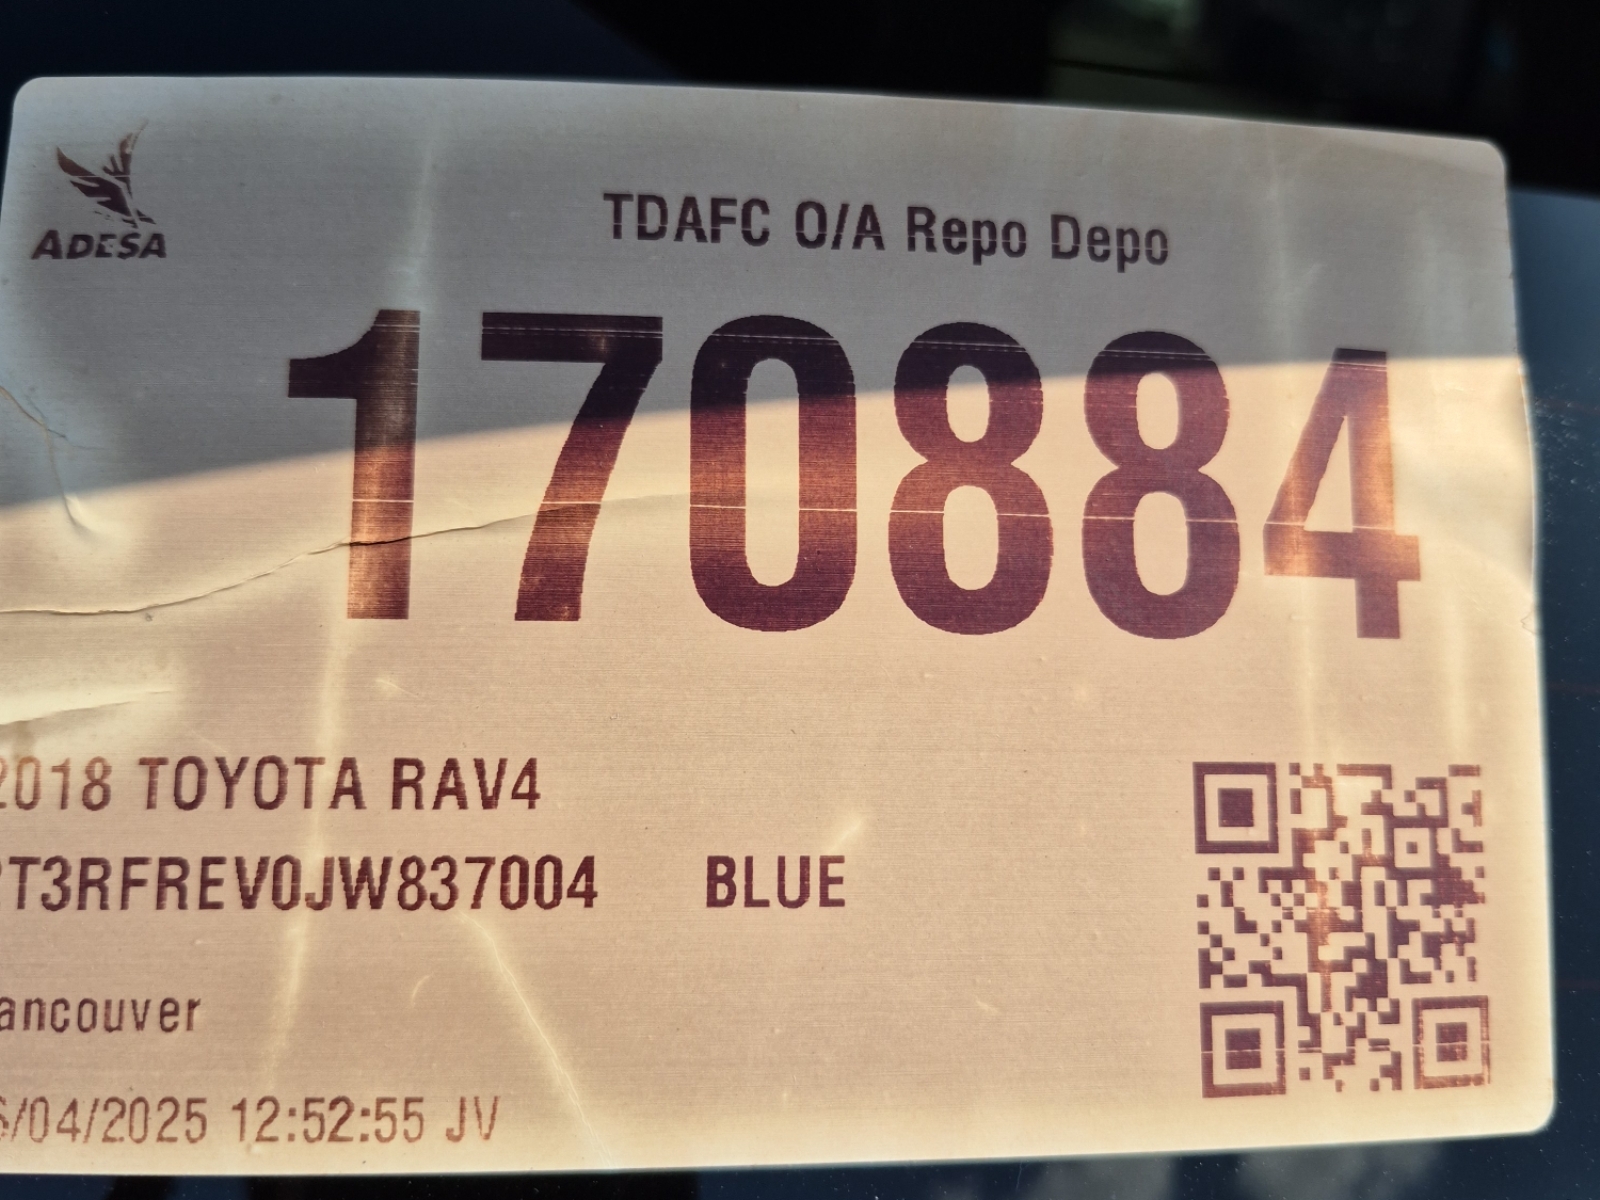 ADESA
TDAFC O/A Repo Depo
170884
2018 TOYOTA RAV4
T3RFREV0JW837004 BLUE
ancouver
/04/2025 12:52:55 JV